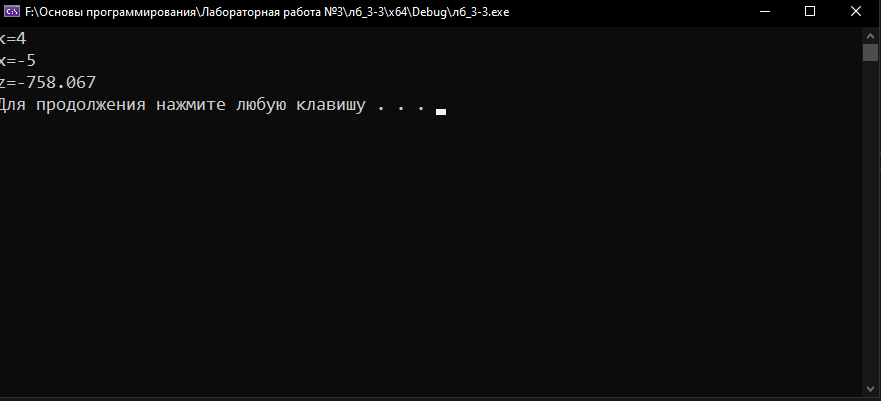 F:\Основы программирования\Лабораторная работа №3\лб_3-3\x64\Debug\лб_3-3.exe
k=4
x=-5
z=-758.067
Для продолжения нажмите любую клавишу . . .